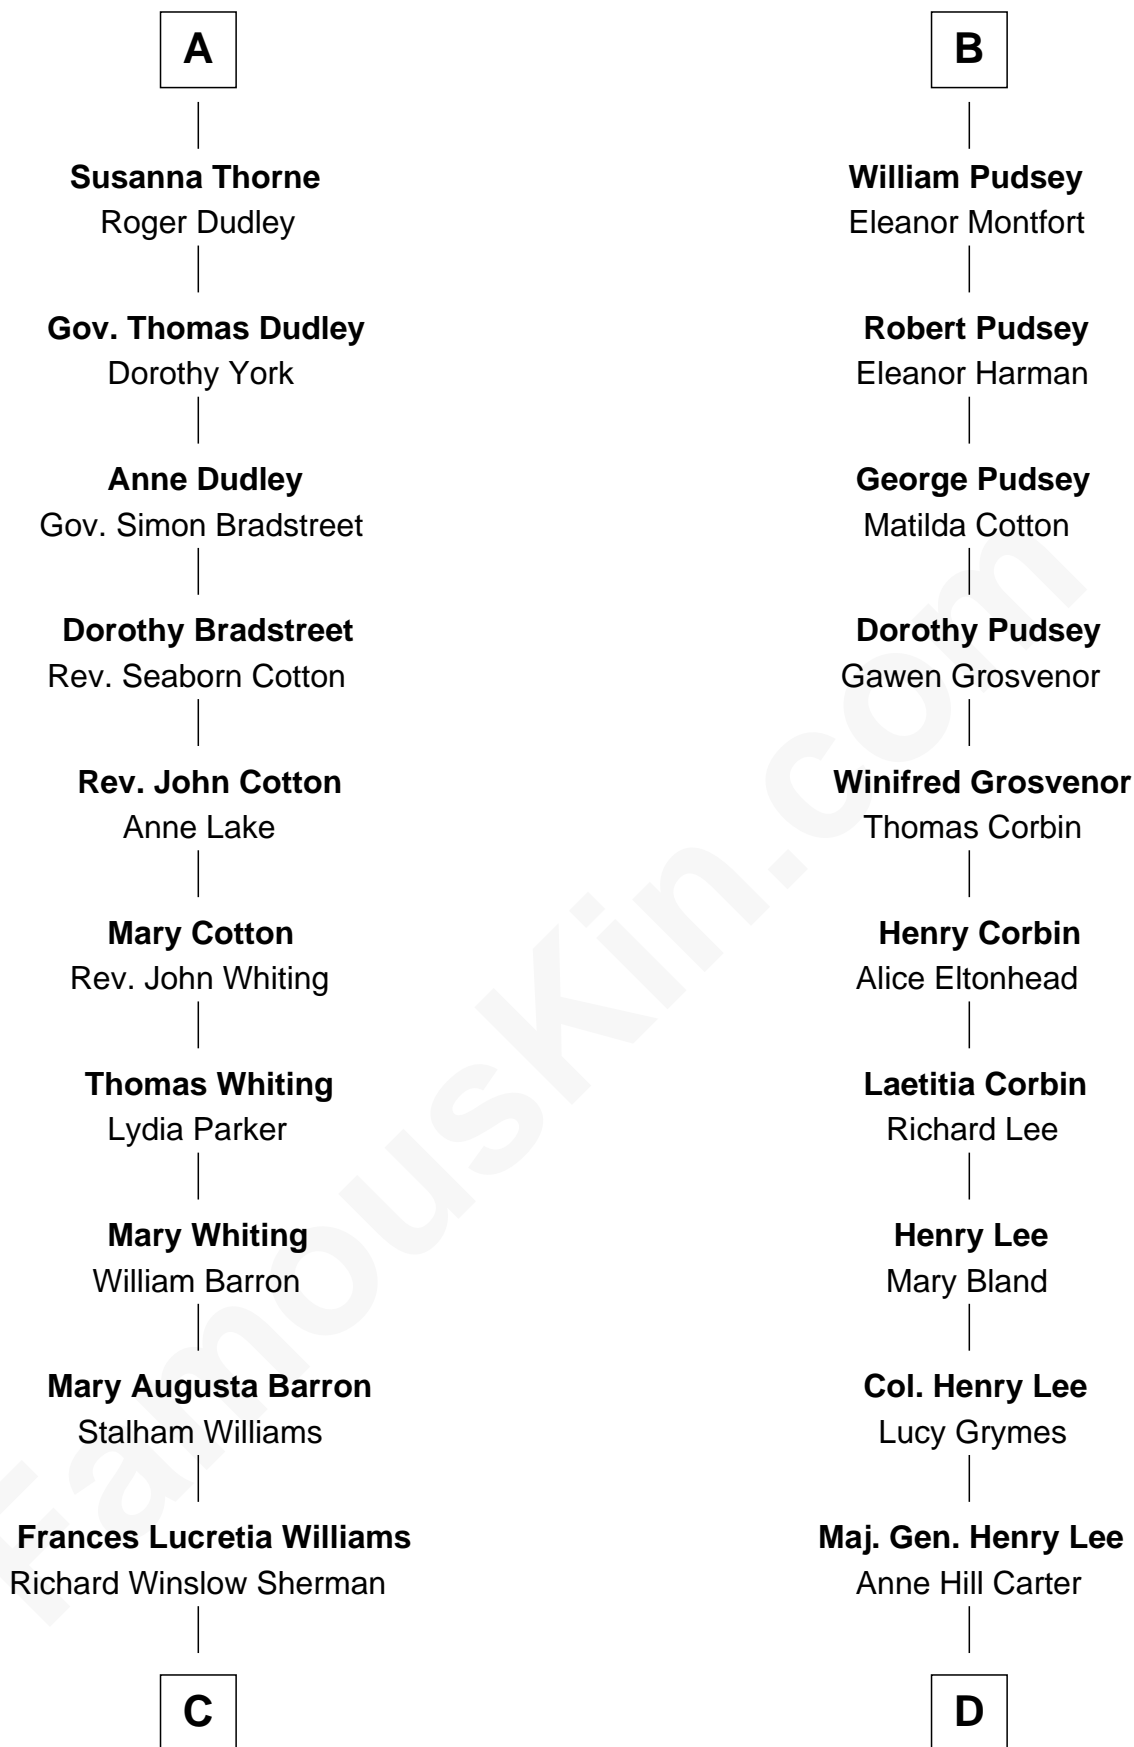 A
Susanna Thorne
Roger Dudley
Gov. Thomas Dudley
Dorothy York
Anne Dudley
Gov. Simon Bradstreet
Dorothy Bradstreet
Rev. Seaborn Cotton
Rev. John Cotton
Anne Lake
Mary Cotton
Rev. John Whiting
Thomas Whiting
Lydia Parker
Mary Whiting
William Barron
Mary Augusta Barron
Stalham Williams
Frances Lucretia Williams
Richard Winslow Sherman
C
B
William Pudsey
Eleanor Montfort
Robert Pudsey
Eleanor Harman
George Pudsey
Matilda Cotton
Dorothy Pudsey
Gawen Grosvenor
Winifred Grosvenor
Thomas Corbin
Henry Corbin
Alice Eltonhead
Laetitia Corbin
Richard Lee
Henry Lee
Mary Bland
Col. Henry Lee
Lucy Grymes
Maj. Gen. Henry Lee
Anne Hill Carter
D
FamousKin.com